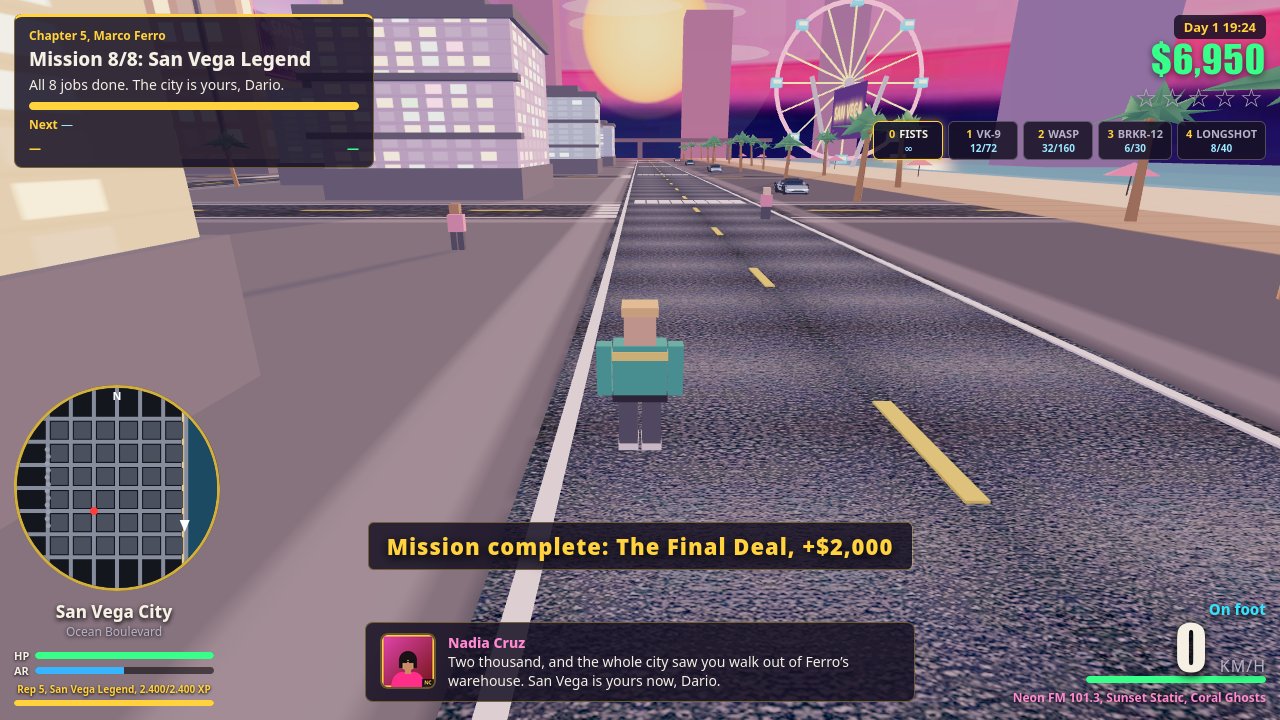 Chapter 5, Marco Ferro
Mission 8/8: San Vega Legend
All 8 jobs done. The city is yours, Dario.
Next —
—
—
Day 1 19:24
$6,950
0 FISTS
∞
1 VK-9
12/72
2 WASP
32/160
3 BRKR-12
6/30
4 LONGSHOT
8/40
SAN VEGA
N
San Vega City
Ocean Boulevard
HP
AR
Rep 5, San Vega Legend, 2.400/2.400 XP
Mission complete: The Final Deal, +$2,000
Nadia Cruz
Two thousand, and the whole city saw you walk out of Ferro's
warehouse. San Vega is yours now, Dario.
NC
On foot
0 KM/H
Neon FM 101.3, Sunset Static, Coral Ghosts